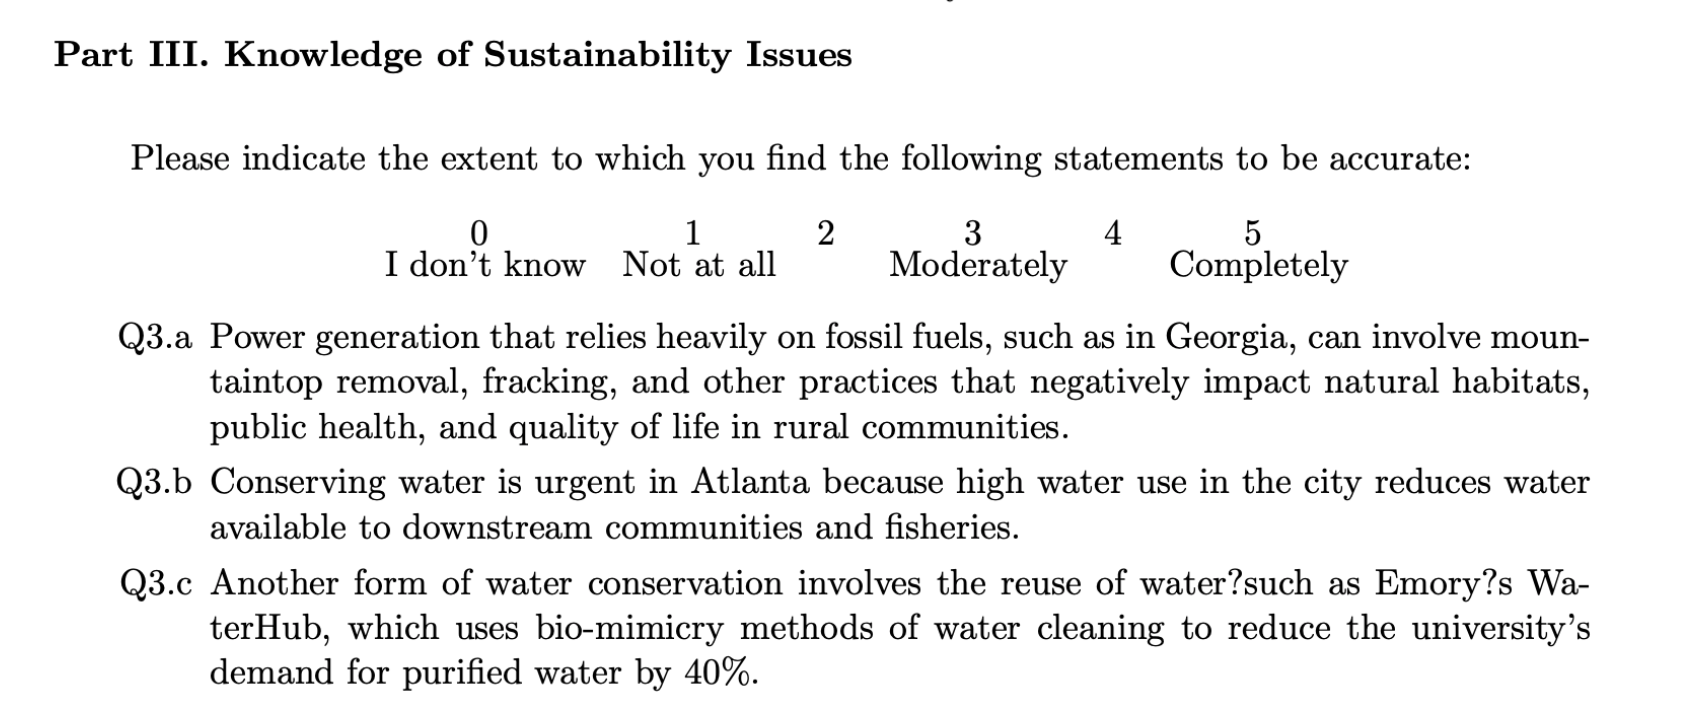 Part III. Knowledge of Sustainability Issues
Please indicate the extent to which you find the following statements to be accurate:
0 1 2 3 4 5
I don't know Not at all Moderately Completely
Q3.a Power generation that relies heavily on fossil fuels, such as in Georgia, can involve moun-
taintop removal, fracking, and other practices that negatively impact natural habitats,
public health, and quality of life in rural communities.
Q3.b Conserving water is urgent in Atlanta because high water use in the city reduces water
available to downstream communities and fisheries.
Q3.c Another form of water conservation involves the reuse of water?such as Emory?s Wa-
terHub, which uses bio-mimicry methods of water cleaning to reduce the university's
demand for purified water by 40%.